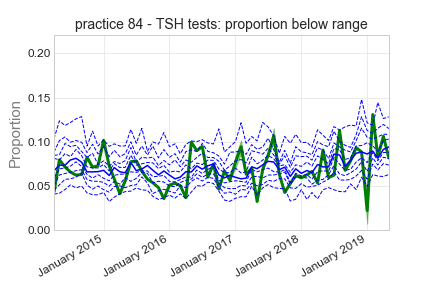 practice 84 - TSH tests: proportion below range
0.20
0.15
0.10
0.05
0.00
Proportion
January 2015
January 2016
January 2017
January 2018
January 2019